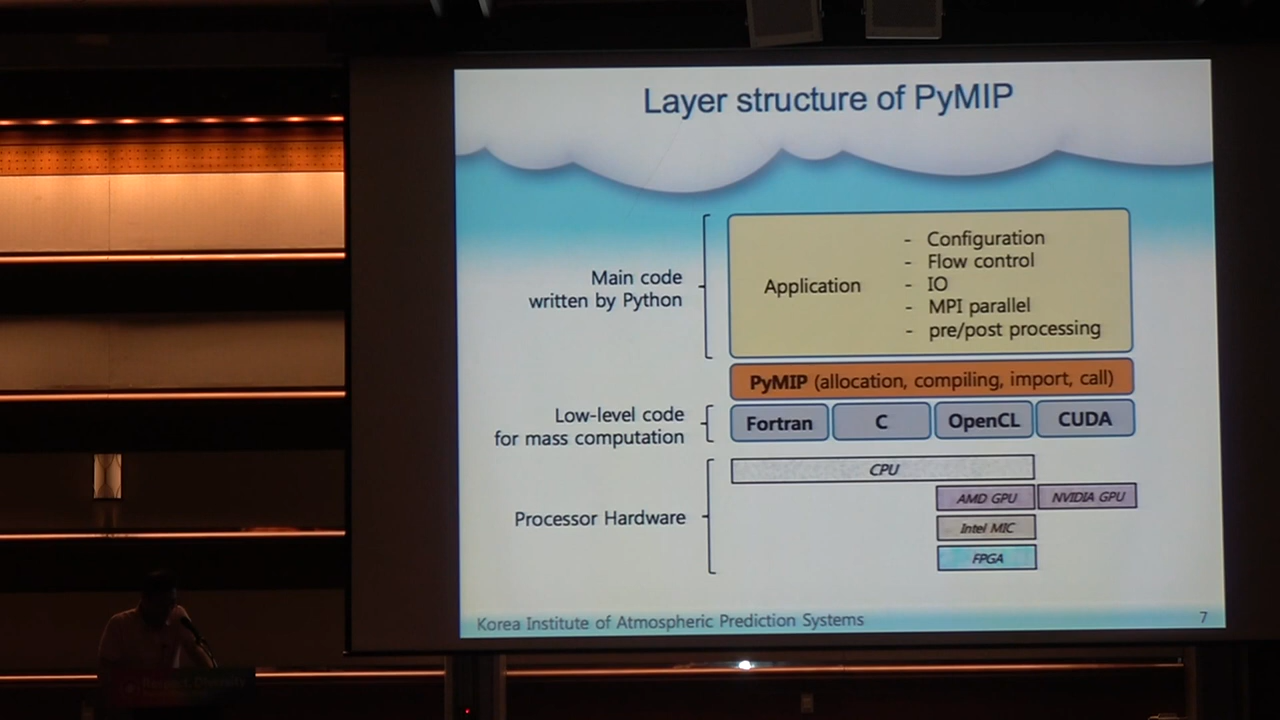 Layer structure of PyMIP
Main code
written by Python
Application
- Configuration
- Flow control
- IO
- MPI parallel
- pre/post processing
PyMIP (allocation, compiling, import, call)
Low-level code
for mass computation
Fortran
C
OpenCL
CUDA
Processor Hardware
CPU
AMD GPU
NVIDIA GPU
Intel MIC
FPGA
Korea Institute of Atmospheric Prediction Systems
7